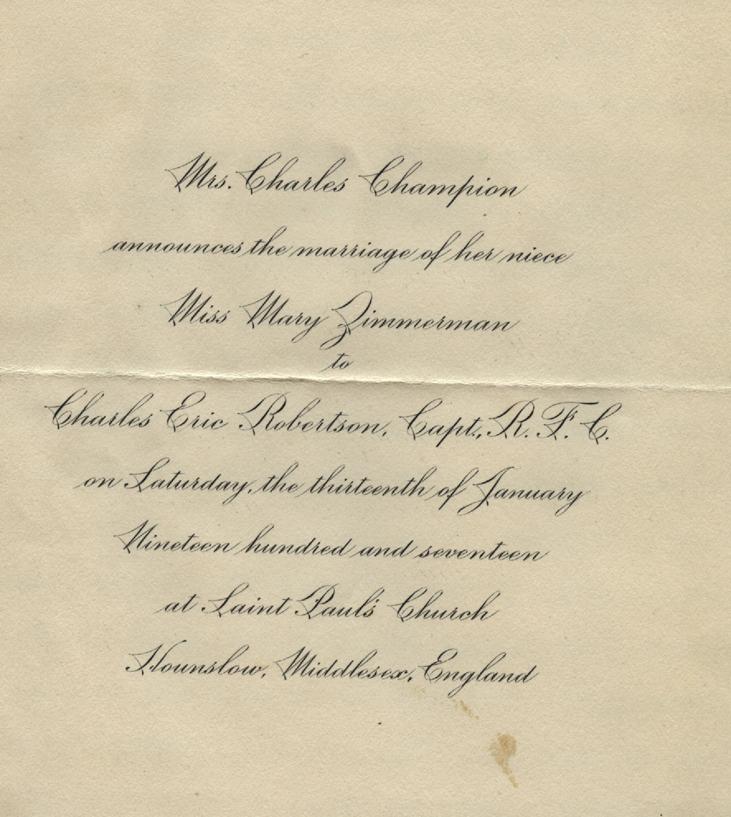 Mrs. Charles Champion
announces the marriage of her niece
Miss Mary Zimmerman
to
Charles Eric Robertson, Capt., R. F. C.
on Saturday, the thirteenth of January
Nineteen hundred and seventeen
at Saint Paul's Church
Hounslow, Middlesex, England